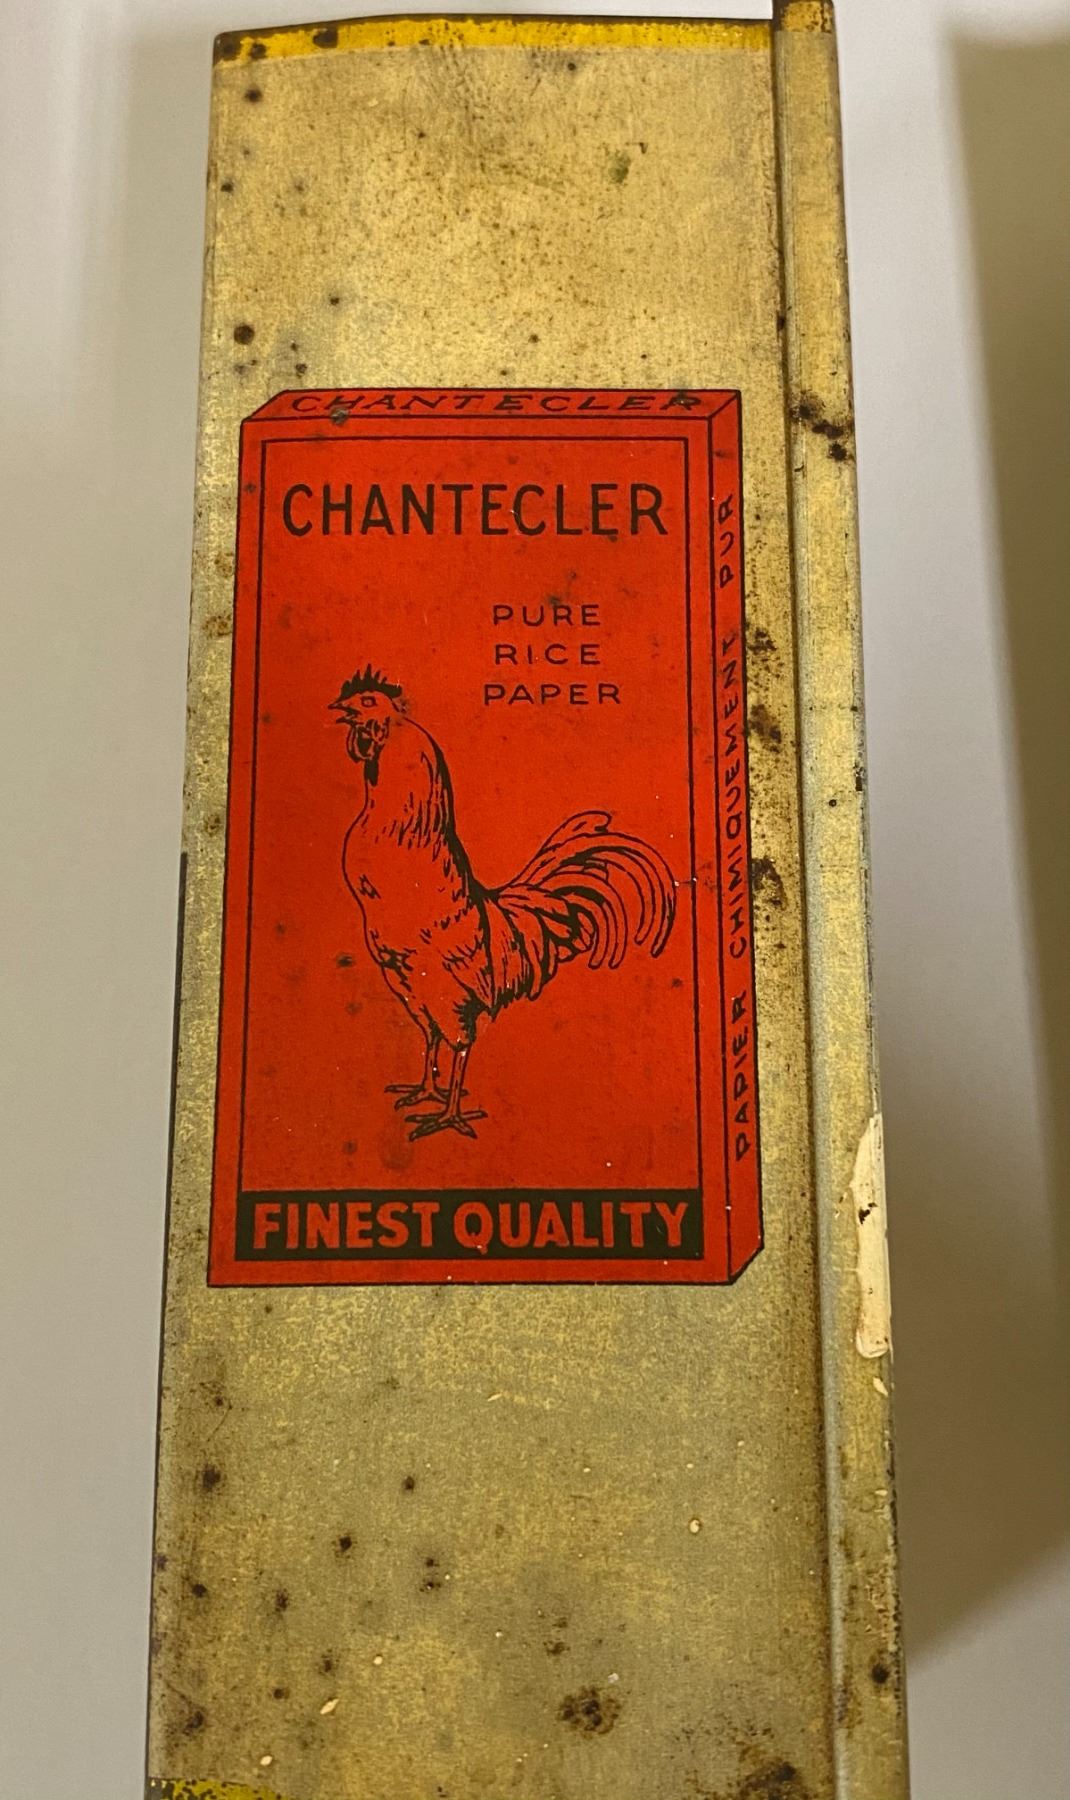 CHANTECLER
CHANTECLER
PURE
RICE
PAPER
FINEST QUALITY
PAPIER CHIMIQUEMENT PUR